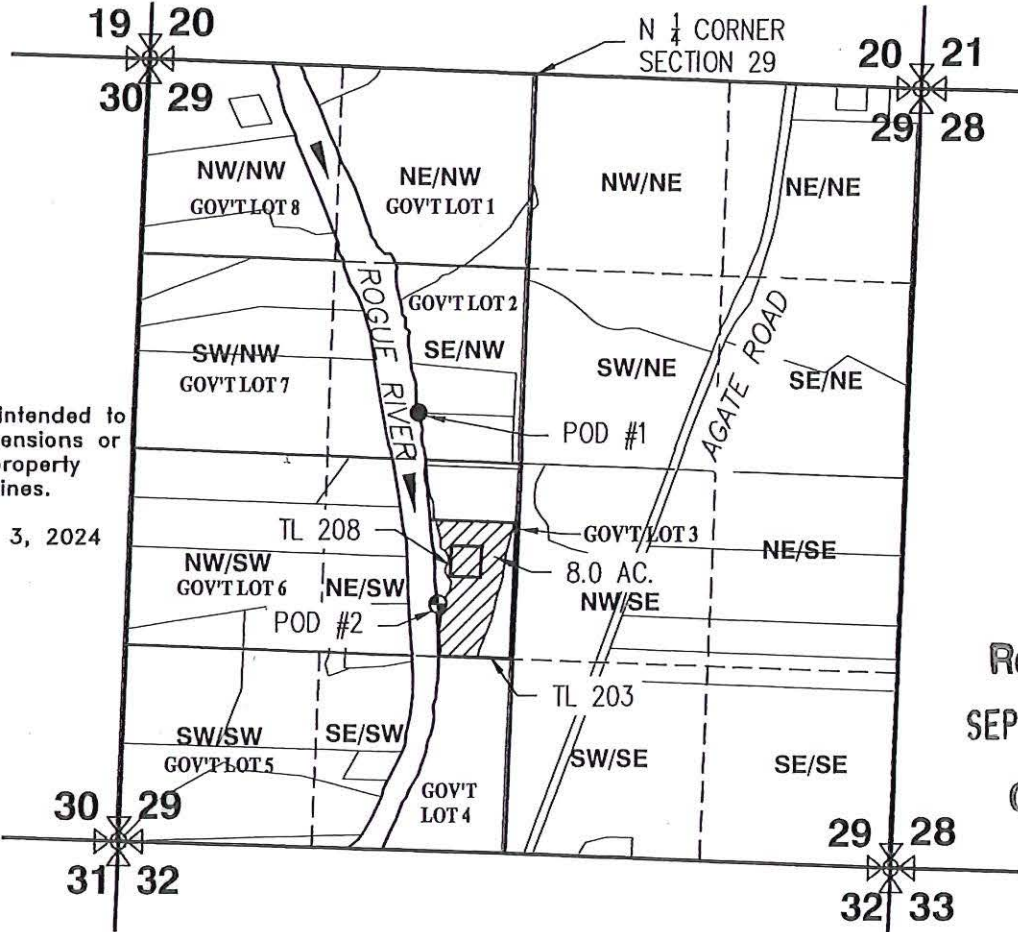 19 20
30 29
N 1/4 CORNER
SECTION 29
20 21
29 28
NW/NW
GOV'T LOT 8
NE/NW
GOV'T LOT 1
NW/NE
NE/NE
ROGUE RIVER
GOV'T LOT 2
SE/NW
SW/NW
GOV'T LOT 7
SW/NE
AGATE ROAD
SE/NE
intended to
ensions or
roperty
ines.
3, 2024
POD #1
TL 208
GOV'T LOT 3
8.0 AC.
NE/SE
NW/SW
GOV'T LOT 6
NE/SW
NW/SE
POD #2
TL 203
SEP
SW/SW
GOV'T LOT 5
SE/SW
GOV'T
LOT 4
SW/SE
SE/SE
30 29
31 32
29 28
32 33